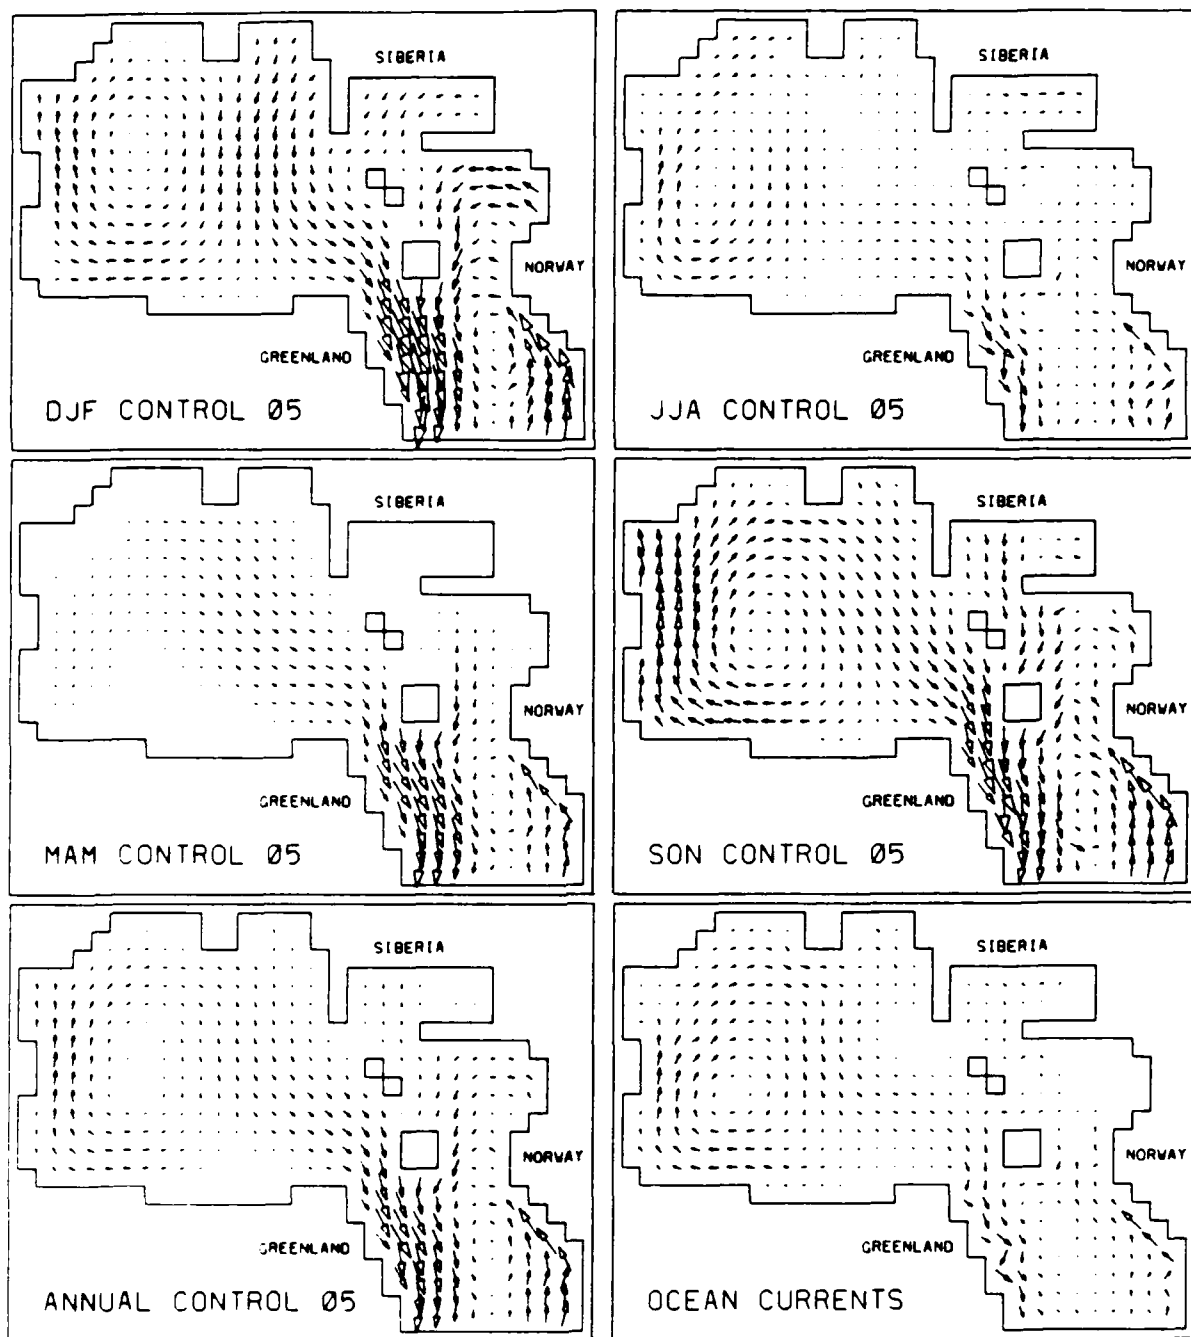 SIBERIA
NORWAY
GREENLAND
DJF CONTROL 05
SIBERIA
NORWAY
GREENLAND
JJA CONTROL 05
SIBERIA
NORWAY
GREENLAND
MAM CONTROL 05
SIBERIA
NORWAY
GREENLAND
SON CONTROL 05
SIBERIA
NORWAY
GREENLAND
ANNUAL CONTROL 05
SIBERIA
NORWAY
GREENLAND
OCEAN CURRENTS